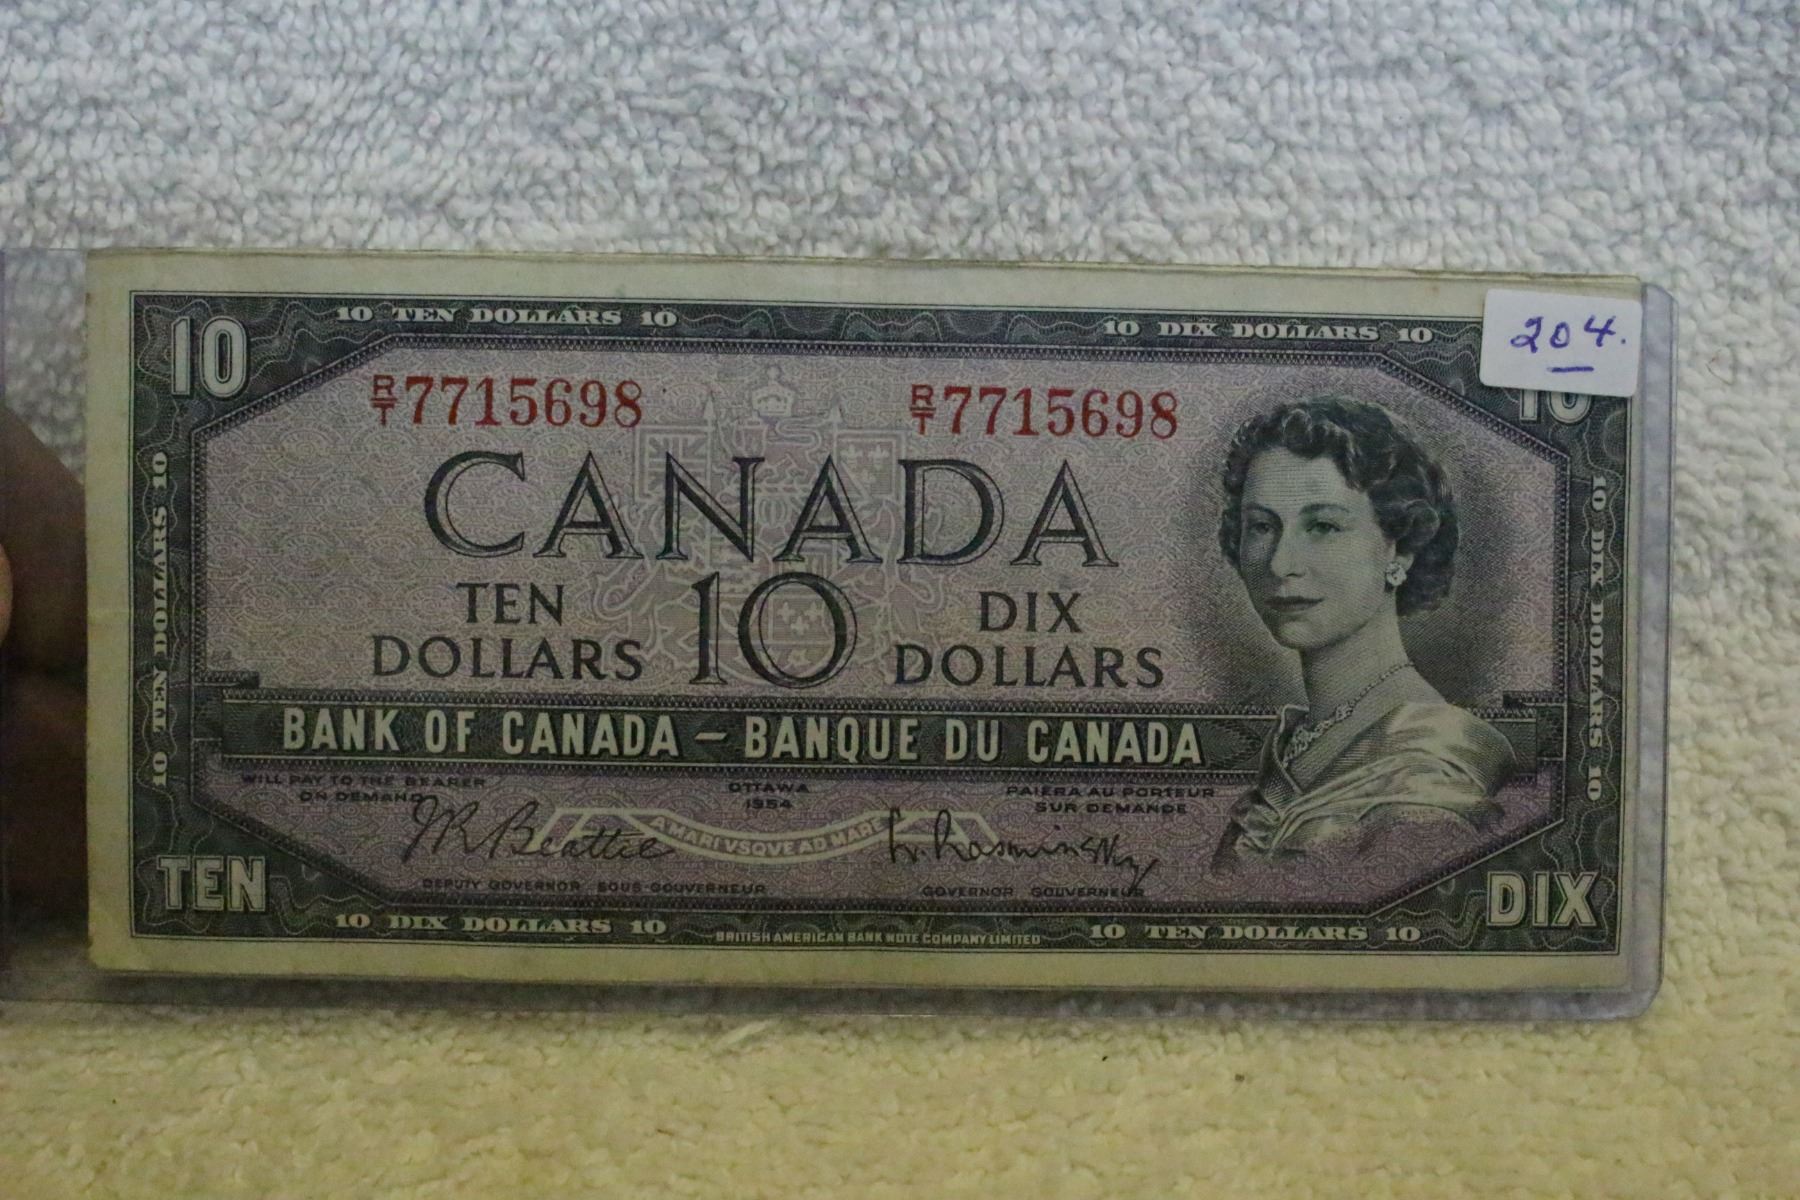 10 TEN DOLLARS 10
10 DIX DOLLARS 10
204.
10
10
R/T 7715698
R/T 7715698
CANADA
TEN DOLLARS
10
DIX DOLLARS
10 TEN DOLLARS 10
10 DIX DOLLARS 10
BANK OF CANADA – BANQUE DU CANADA
WILL PAY TO THE BEARER
ON DEMAND
OTTAWA
1954
PAIERA AU PORTEUR
SUR DEMANDE
J R Beattie
A MARI VSQVE AD MARE
L. Rasminsky
DEPUTY GOVERNOR SOUS-GOUVERNEUR
GOVERNOR GOUVERNEUR
TEN
DIX
10 DIX DOLLARS 10
BRITISH AMERICAN BANK NOTE COMPANY LIMITED
10 TEN DOLLARS 10